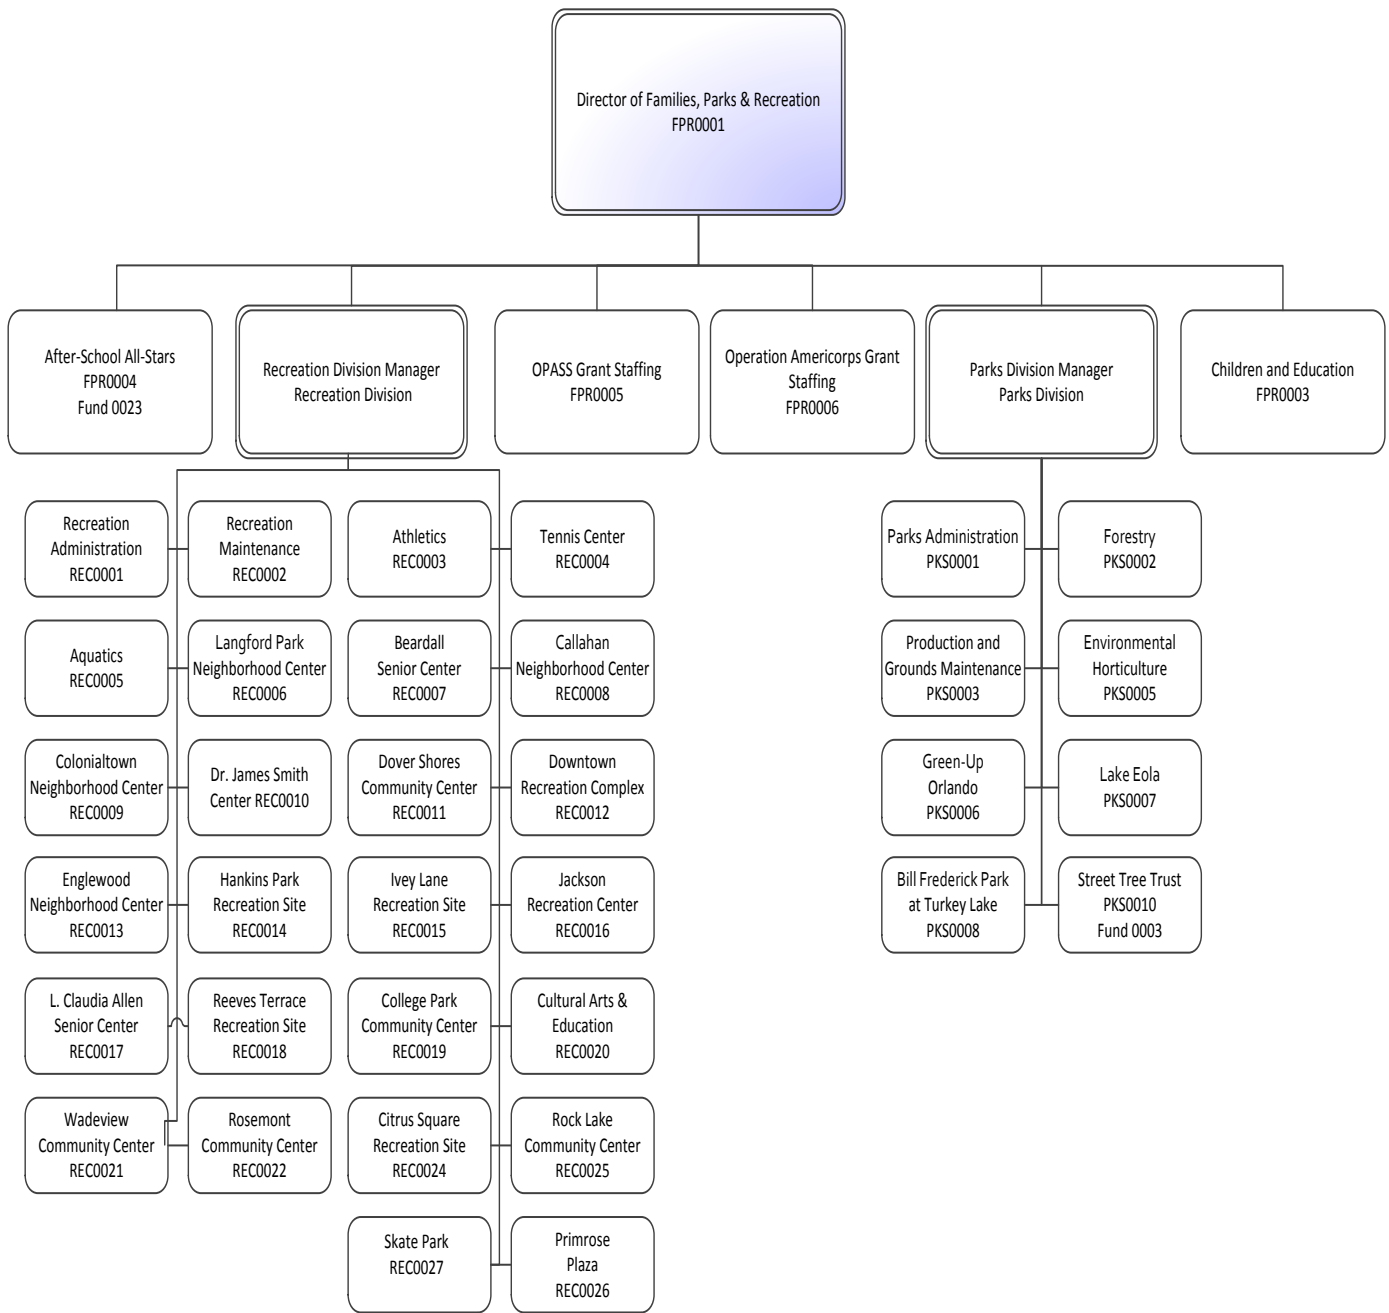 Director of Families, Parks & Recreation
FPR0001
After-School All-Stars
FPR0004
Fund 0023
Recreation Division Manager
Recreation Division
OPASS Grant Staffing
FPR0005
Operation Americorps Grant
Staffing
FPR0006
Parks Division Manager
Parks Division
Children and Education
FPR0003
Recreation
Administration
REC0001
Recreation
Maintenance
REC0002
Athletics
REC0003
Tennis Center
REC0004
Parks Administration
PKS0001
Forestry
PKS0002
Aquatics
REC0005
Langford Park
Neighborhood Center
REC0006
Beardall
Senior Center
REC0007
Callahan
Neighborhood Center
REC0008
Production and
Grounds Maintenance
PKS0003
Environmental
Horticulture
PKS0005
Colonialtown
Neighborhood Center
REC0009
Dr. James Smith
Center REC0010
Dover Shores
Community Center
REC0011
Downtown
Recreation Complex
REC0012
Green-Up
Orlando
PKS0006
Lake Eola
PKS0007
Englewood
Neighborhood Center
REC0013
Hankins Park
Recreation Site
REC0014
Ivey Lane
Recreation Site
REC0015
Jackson
Recreation Center
REC0016
Bill Frederick Park
at Turkey Lake
PKS0008
Street Tree Trust
PKS0010
Fund 0003
L. Claudia Allen
Senior Center
REC0017
Reeves Terrace
Recreation Site
REC0018
College Park
Community Center
REC0019
Cultural Arts &
Education
REC0020
Wadeview
Community Center
REC0021
Rosemont
Community Center
REC0022
Citrus Square
Recreation Site
REC0024
Rock Lake
Community Center
REC0025
Skate Park
REC0027
Primrose
Plaza
REC0026